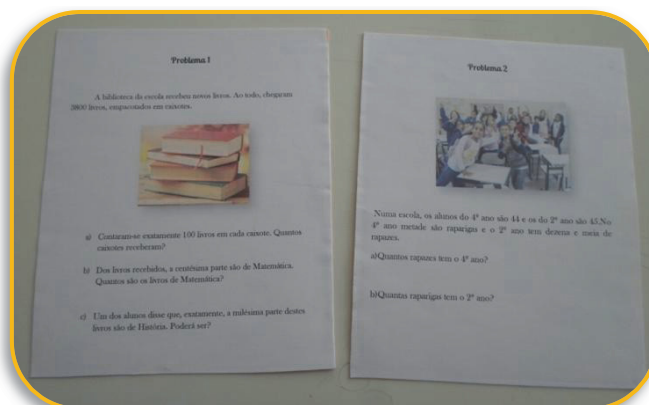 Problema 1
A biblioteca da escola recebeu novos livros. Ao todo, chegaram
3800 livros, empacotados em caixotes.
a) Contaram-se exatamente 100 livros em cada caixote. Quantos
caixotes receberam?
b) Dos livros recebidos, a centésima parte são de Matemática.
Quantos são os livros de Matemática?
c) Um dos alunos disse que, exatamente, a milésima parte destes
livros são de História. Poderá ser?
Problema 2
Numa escola, os alunos do 4º ano são 44 e os do 2º ano são 45.No
4º ano metade são raparigas e o 2º ano tem dezena e meia de
rapazes.
a)Quantos rapazes tem o 4º ano?
b)Quantas raparigas tem o 2º ano?